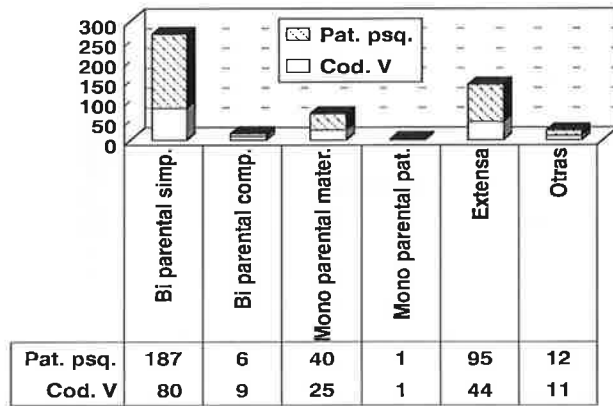 300
250
200
150
100
50
0
Pat. psq.
Cod. V
Bi parental simp.
Bi parental comp.
Mono parental mater.
Mono parental pat.
Extensa
Otras
Pat. psq. 187 6 40 1 95 12
Cod. V 80 9 25 1 44 11